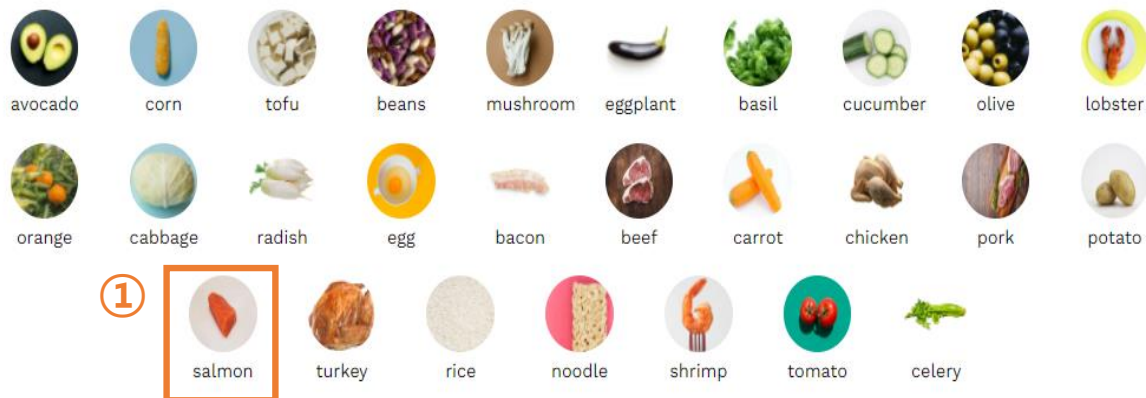 avocado corn tofu beans mushroom eggplant basil cucumber olive lobster
orange cabbage radish egg bacon beef carrot chicken pork potato
①
salmon turkey rice noodle shrimp tomato celery